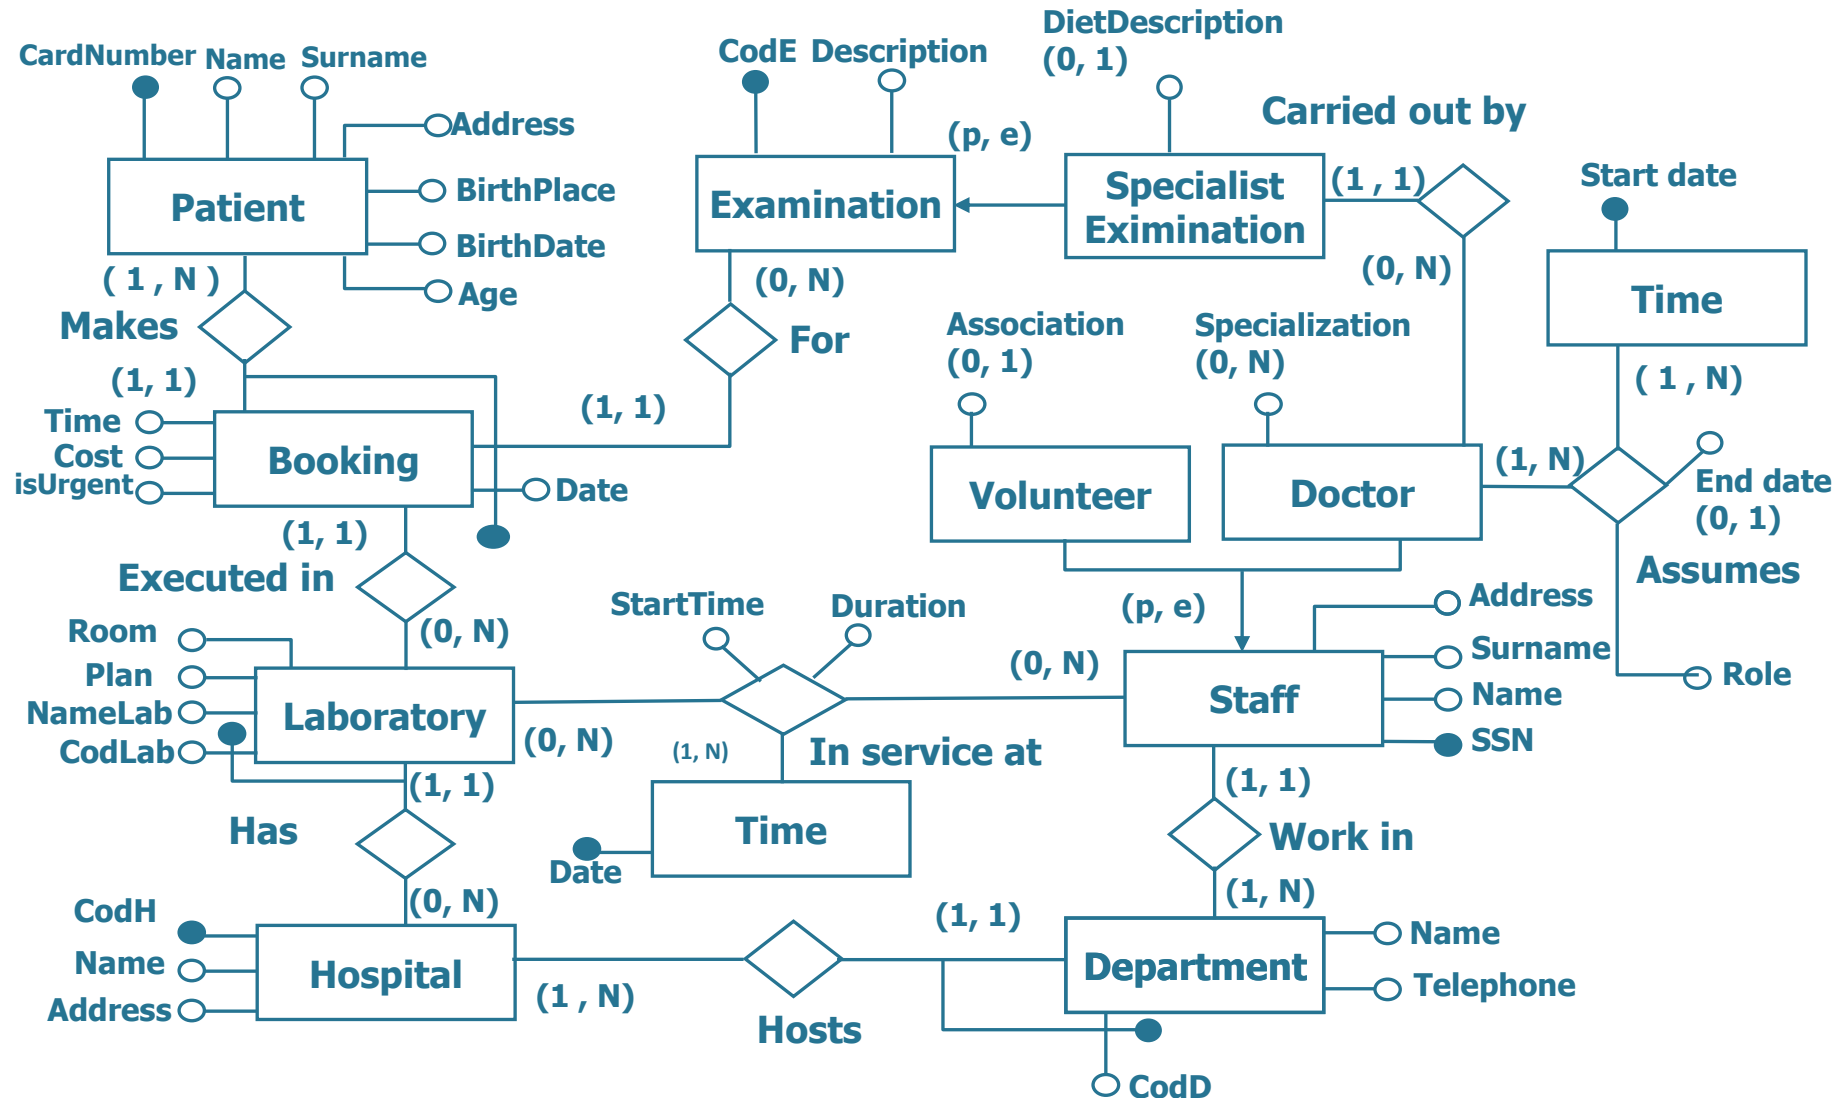 CardNumber
Name
Surname
Address
BirthPlace
BirthDate
Age
Patient
( 1 , N )
Makes
(1, 1)
Time
Cost
isUrgent
Booking
Date
(1, 1)
Executed in
(0, N)
CodE
Description
Examination
(p, e)
(0, N)
For
(1, 1)
DietDescription
(0, 1)
Specialist
Eximination
Carried out by
(1 , 1)
(0, N)
Start date
Time
( 1 , N)
Association
(0, 1)
Specialization
(0, N)
Volunteer
Doctor
(1, N)
End date
(0, 1)
Assumes
Role
(p, e)
Address
Surname
Name
SSN
Staff
(0, N)
StartTime
Duration
In service at
(1, N)
Time
Date
Room
Plan
NameLab
CodLab
Laboratory
(0, N)
(1, 1)
Has
(0, N)
CodH
Name
Address
Hospital
(1 , N)
Hosts
(1, 1)
(1, 1)
Work in
(1, N)
Department
Name
Telephone
CodD